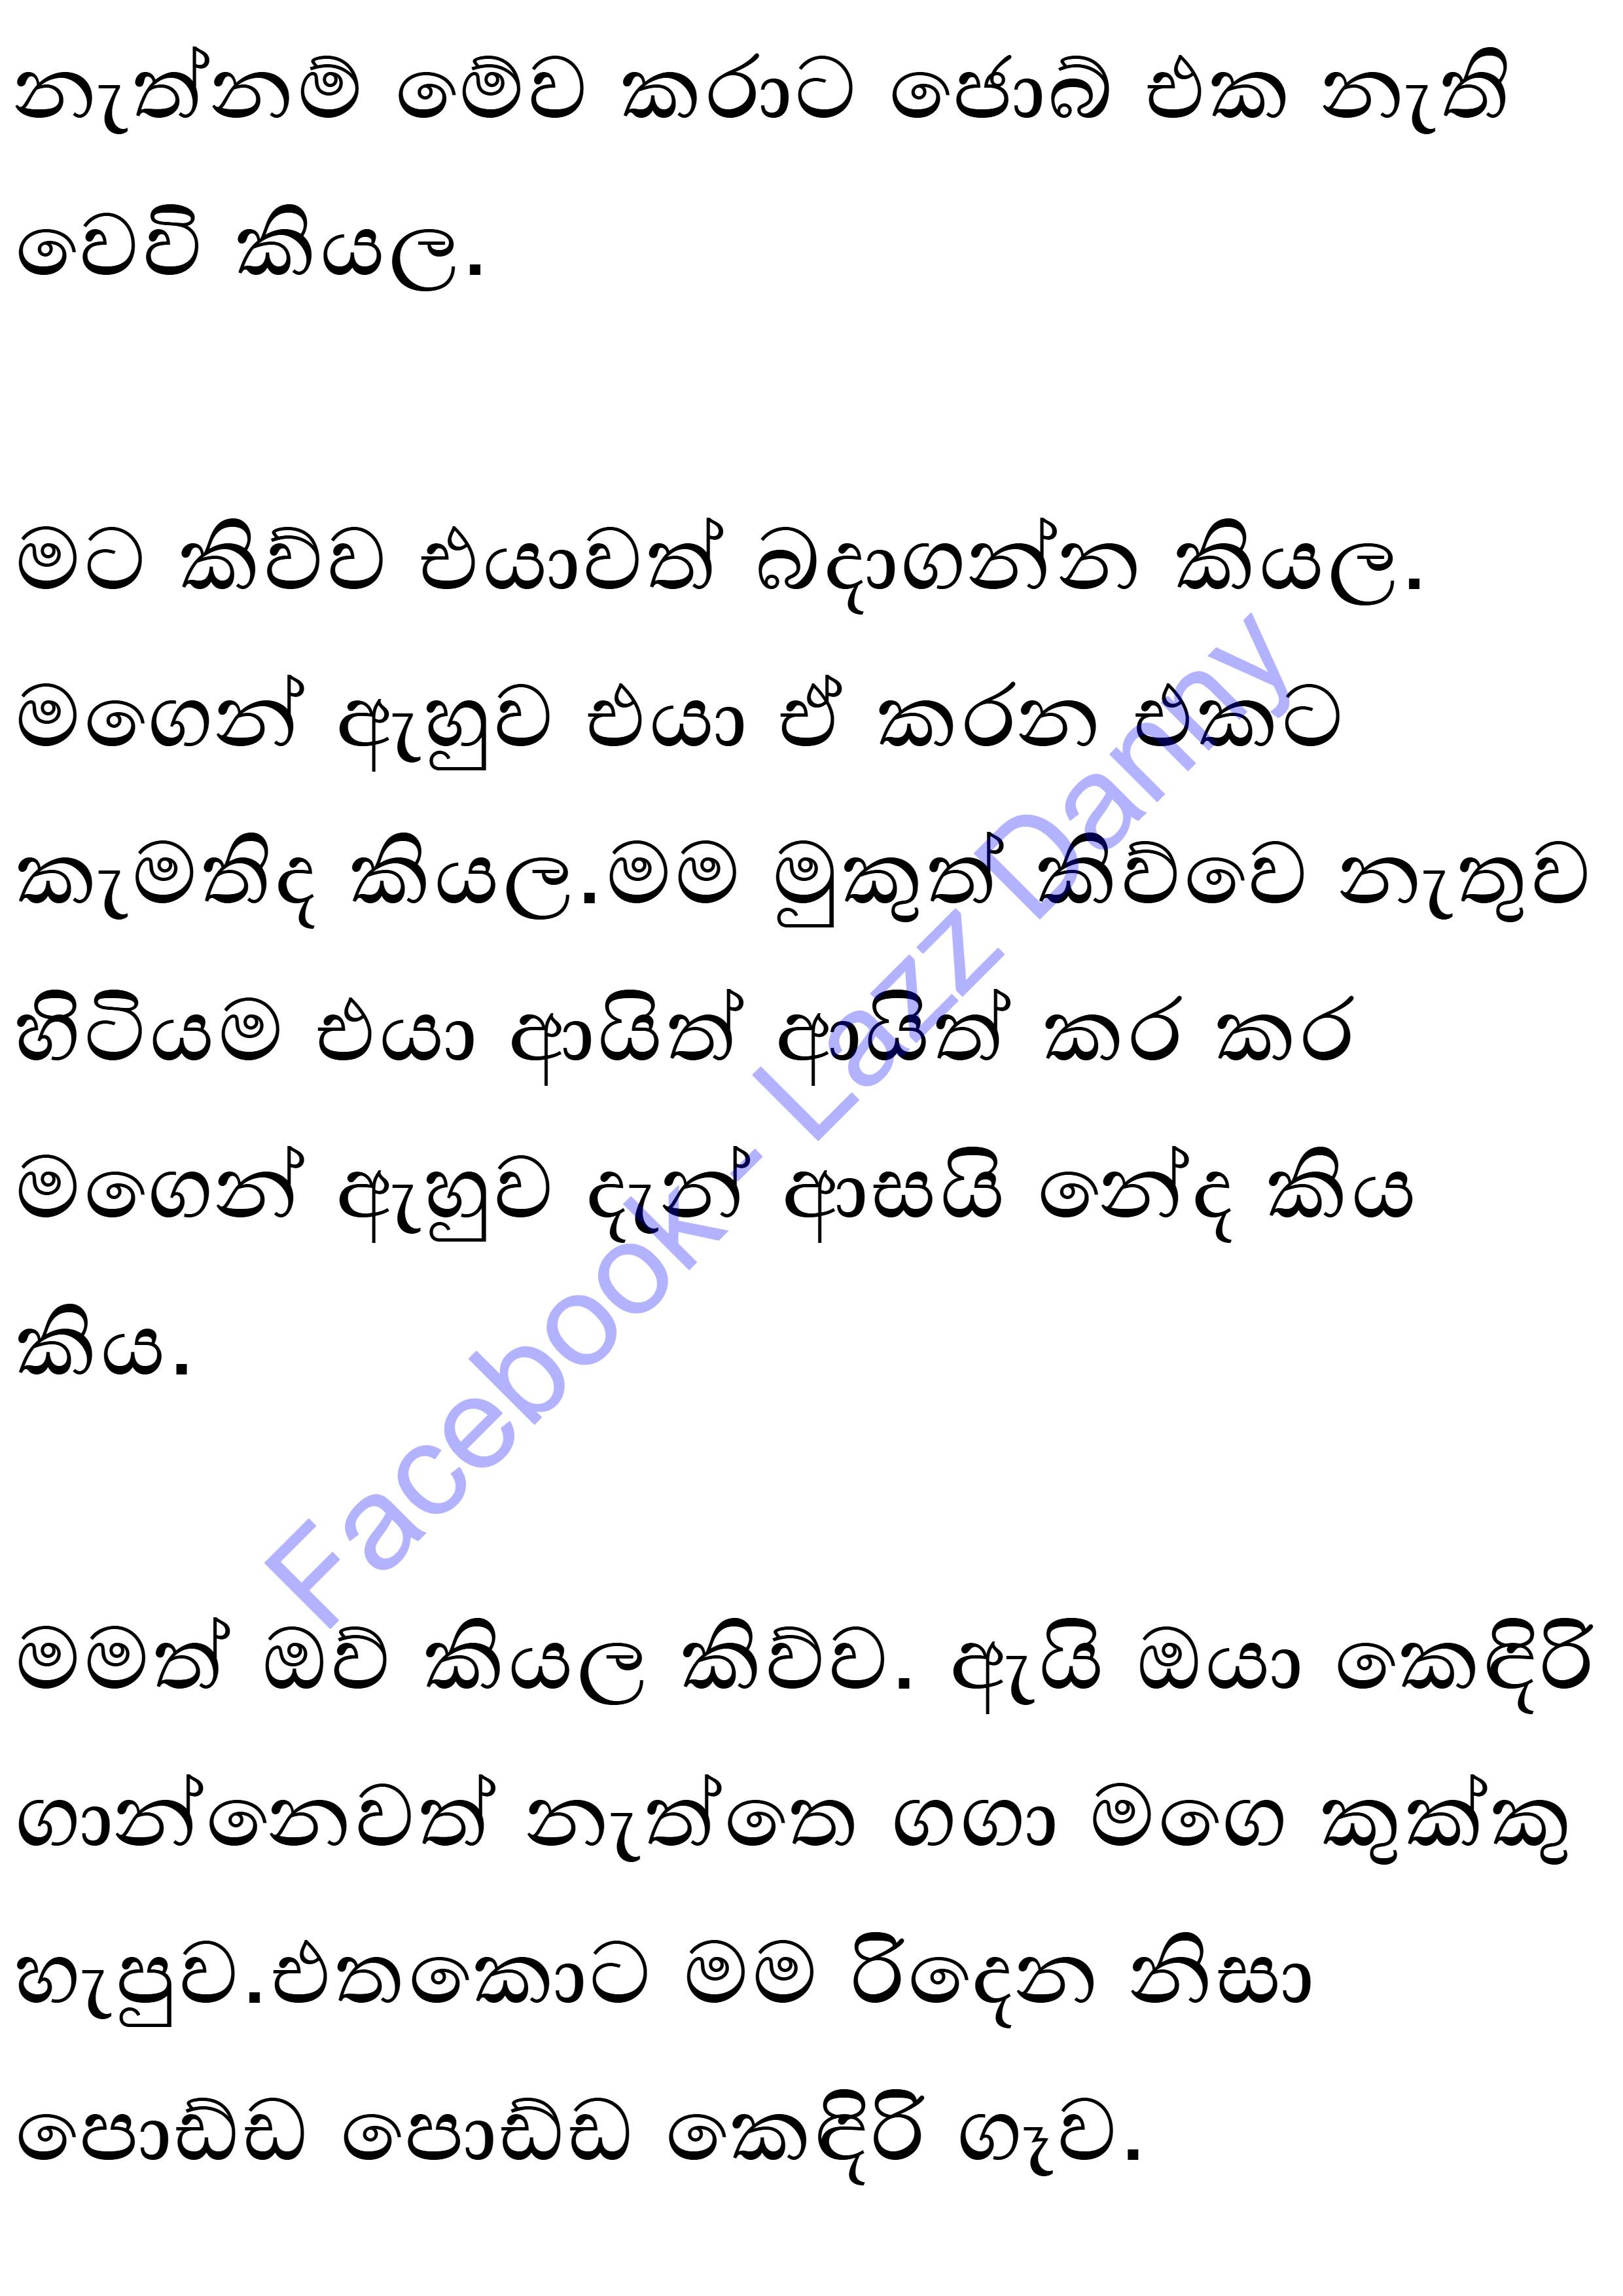 නැත්නම් මේව කරාට ජොබ් එක නැති
වෙවි කියල.
මට කිව්ව එයාවත් බදාගන්න කියල.
මගෙන් ඇහුව එයා ඒ කරන එකට
කැමතිද කියල.මම මුකුත් කිව්වෙ නැතුව
හිටියම එයා ආයිත් ආයිත් කර කර
මගෙන් ඇහුව දැන් ආසයි නේද කිය
කිය.
මමත් ඔව් කියල කිව්ව. ඇයි ඔයා කෙඳිරි
ගාන්නෙවත් නැත්තෙ ගගා මගෙ කුක්කු
හැපුව.එතකොට මම රිදෙන නිසා
පොඩ්ඩ පොඩ්ඩ කෙඳිරි ගෑව.
Facebook - Lazz Danny